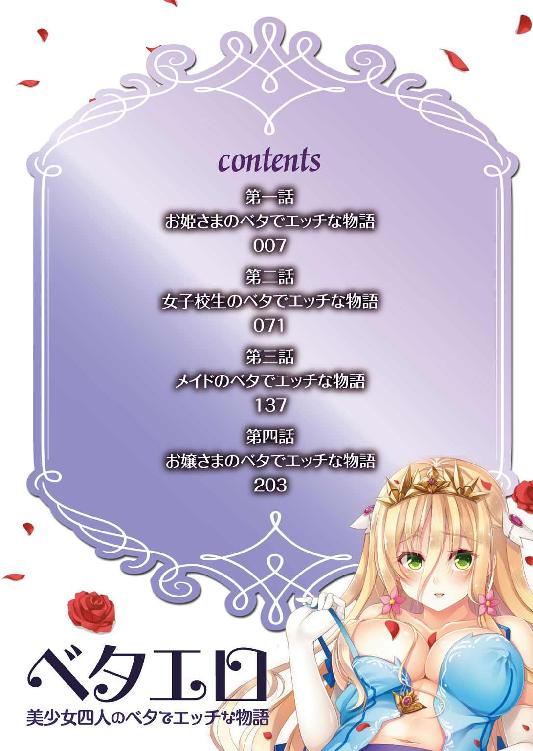 contents
第一話
お姫さまのベタでエッチな物語
007
第二話
女子校生のベタでエッチな物語
071
第三話
メイドのベタでエッチな物語
137
第四話
お嬢さまのベタでエッチな物語
203
ベタエロ
美少女四人のベタでエッチな物語